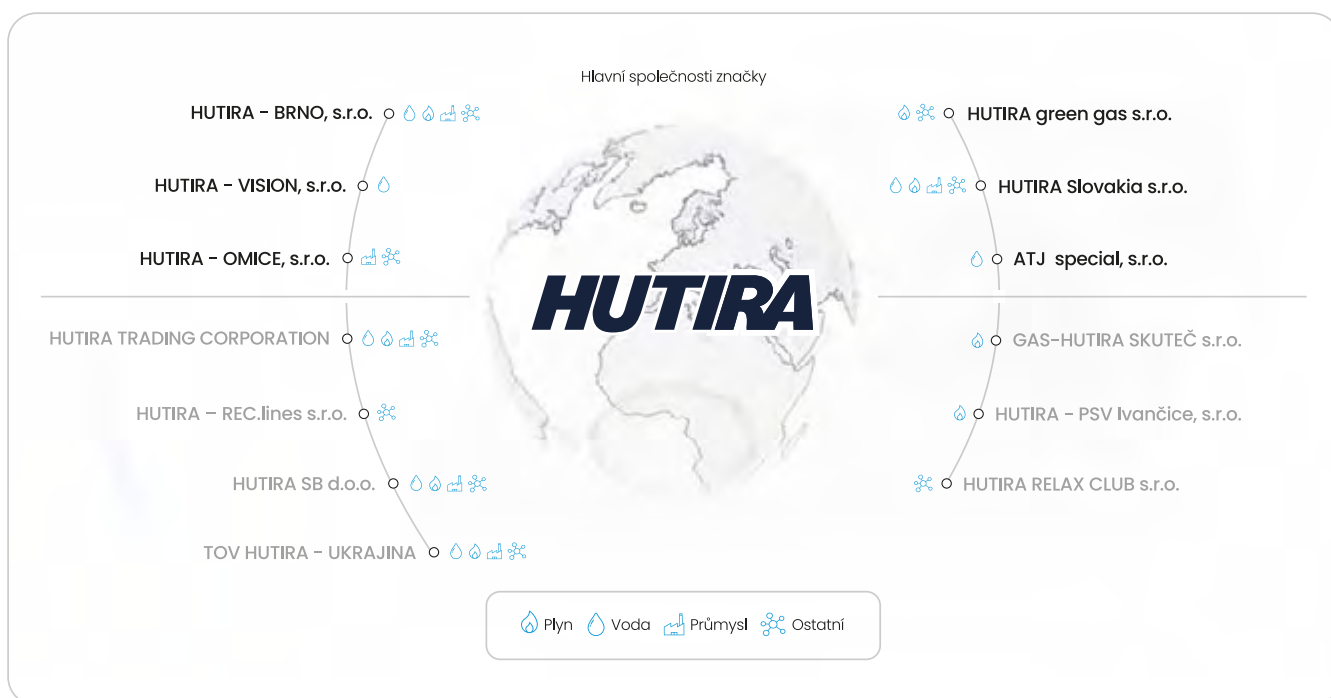 Hlavní společnosti značky
HUTIRA - BRNO, s.r.o.
HUTIRA - VISION, s.r.o.
HUTIRA - OMICE, s.r.o.
HUTIRA TRADING CORPORATION
HUTIRA – REC.lines s.r.o.
HUTIRA SB d.o.o.
TOV HUTIRA - UKRAJINA
HUTIRA
HUTIRA green gas s.r.o.
HUTIRA Slovakia s.r.o.
ATJ special, s.r.o.
GAS-HUTIRA SKUTEČ s.r.o.
HUTIRA - PSV Ivančice, s.r.o.
HUTIRA RELAX CLUB s.r.o.
Plyn Voda Průmysl Ostatní